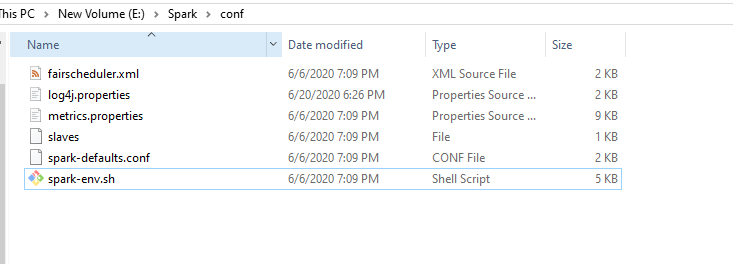 This PC > New Volume (E:) > Spark > conf
Name Date modified Type Size
fairscheduler.xml 6/6/2020 7:09 PM XML Source File 2 KB
log4j.properties 6/20/2020 6:26 PM Properties Source ... 2 KB
metrics.properties 6/6/2020 7:09 PM Properties Source ... 9 KB
slaves 6/6/2020 7:09 PM File 1 KB
spark-defaults.conf 6/6/2020 7:09 PM CONF File 2 KB
spark-env.sh 6/6/2020 7:09 PM Shell Script 5 KB